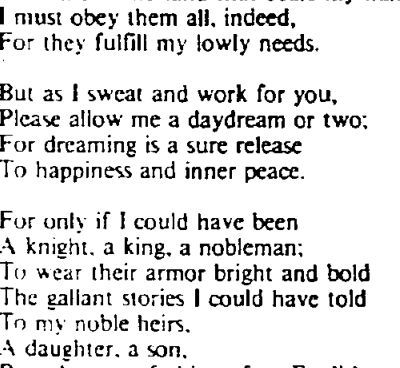 I must obey them all, indeed,
For they fulfill my lowly needs.
But as I sweat and work for you,
Please allow me a daydream or two;
For dreaming is a sure release
To happiness and inner peace.
For only if I could have been
A knight, a king, a nobleman;
To wear their armor bright and bold
The gallant stories I could have told
To my noble heirs,
A daughter, a son,